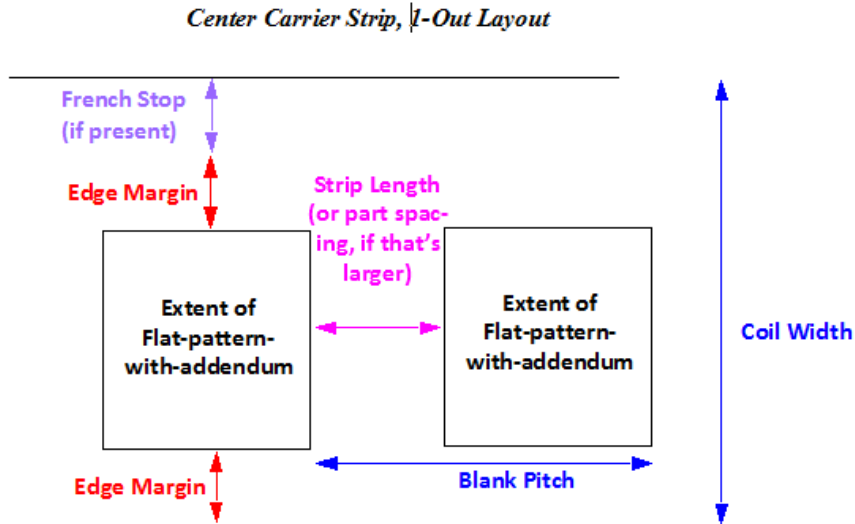 Center Carrier Strip, 1-Out Layout
French Stop
(if present)
Edge Margin
Strip Length
(or part spac-
ing, if that's
larger)
Extent of
Flat-pattern-
with-addendum
Extent of
Flat-pattern-
with-addendum
Coil Width
Blank Pitch
Edge Margin